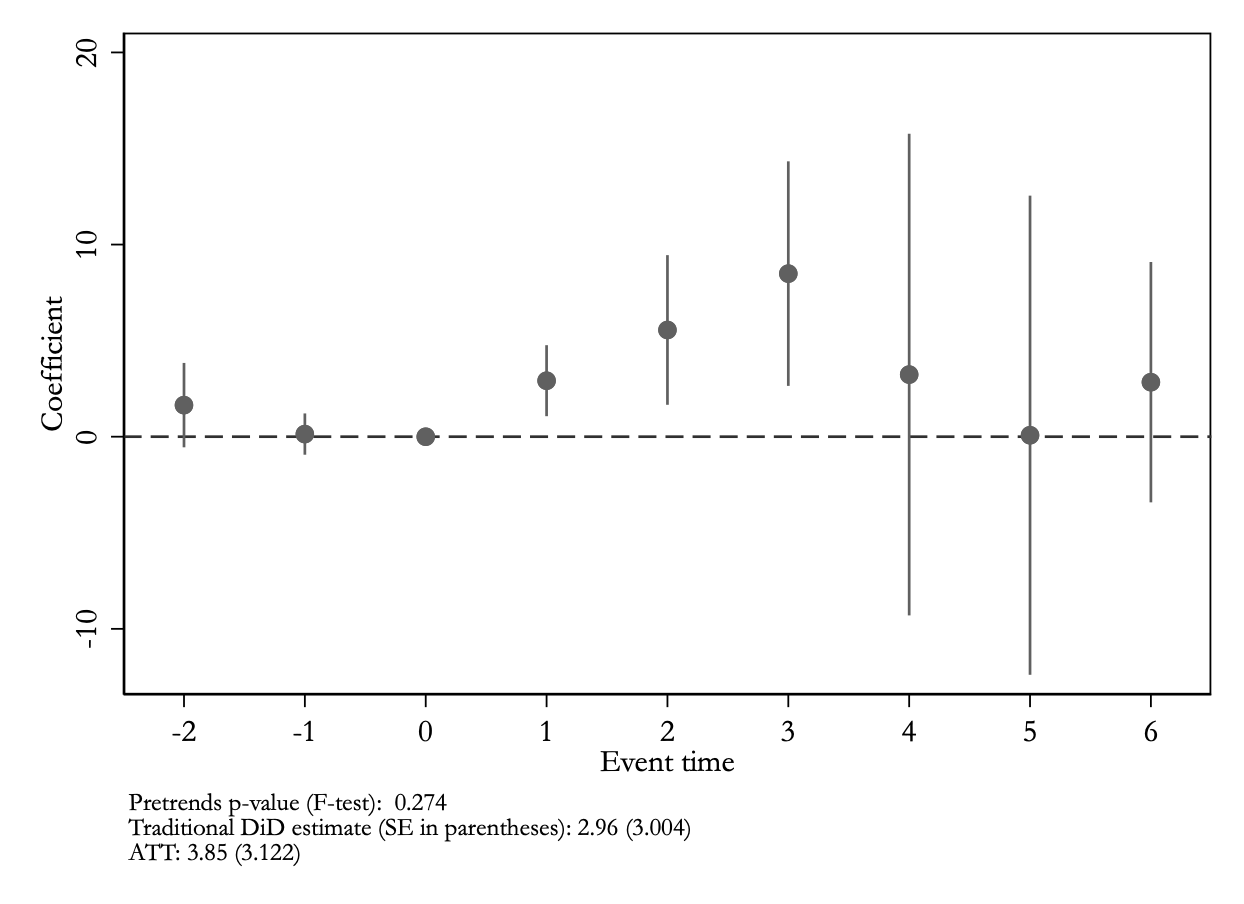 20
10
0
-10
Coefficient
-2 -1 0 1 2 3 4 5 6
Event time
Pretrends p-value (F-test): 0.274
Traditional DiD estimate (SE in parentheses): 2.96 (3.004)
ATT: 3.85 (3.122)